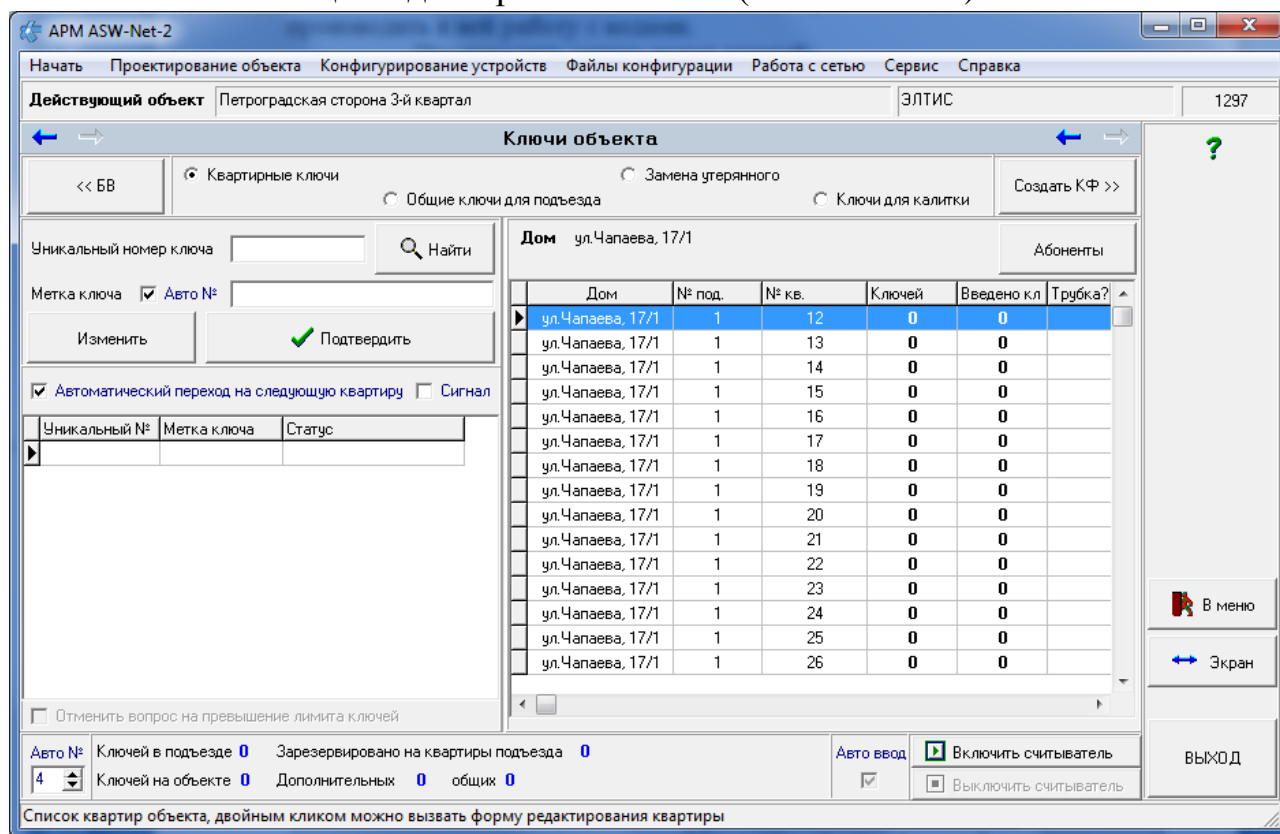 АРМ ASW-Net-2
Начать Проектирование объекта Конфигурирование устройств Файлы конфигурации Работа с сетью Сервис Справка
Действующий объект Петроградская сторона 3-й квартал ЭЛТИС 1297
Ключи объекта
?
<< БВ
Квартирные ключи Замена утерянного
Общие ключи для подъезда Ключи для калитки
Создать КФ >>
Уникальный номер ключа Найти
Метка ключа Авто №
Изменить Подтвердить
Автоматический переход на следующую квартиру Сигнал
Уникальный № Метка ключа Статус
Отменить вопрос на превышение лимита ключей
Дом ул.Чапаева, 17/1 Абоненты
Дом № под. № кв. Ключей Введено кл Трубка?
ул.Чапаева, 17/1 1 12 0 0
ул.Чапаева, 17/1 1 13 0 0
ул.Чапаева, 17/1 1 14 0 0
ул.Чапаева, 17/1 1 15 0 0
ул.Чапаева, 17/1 1 16 0 0
ул.Чапаева, 17/1 1 17 0 0
ул.Чапаева, 17/1 1 18 0 0
ул.Чапаева, 17/1 1 19 0 0
ул.Чапаева, 17/1 1 20 0 0
ул.Чапаева, 17/1 1 21 0 0
ул.Чапаева, 17/1 1 22 0 0
ул.Чапаева, 17/1 1 23 0 0
ул.Чапаева, 17/1 1 24 0 0
ул.Чапаева, 17/1 1 25 0 0
ул.Чапаева, 17/1 1 26 0 0
В меню
Экран
Авто № Ключей в подъезде 0 Зарезервировано на квартиры подъезда 0 Авто ввод Включить считыватель
4 Ключей на объекте 0 Дополнительных 0 общих 0 Выключить считыватель
ВЫХОД
Список квартир объекта, двойным кликом можно вызвать форму редактирования квартиры